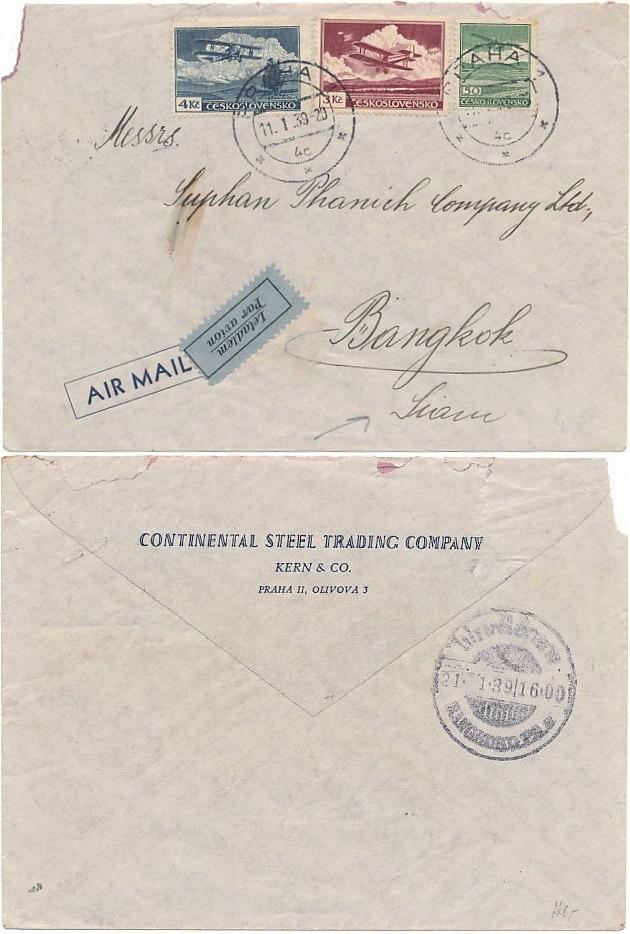 4 Kč ČESKOSLOVENSKO
3 Kč ČESKOSLOVENSKO
50 ČESKOSLOVENSKO
PRAHA
11. I. 39-20
4c
PRAHA 1
4c
Messrs.
Suphan Phanich Company Ltd.,
Bangkok
Siam
Letadlem
Par avion
AIR MAIL
CONTINENTAL STEEL TRADING COMPANY
KERN & CO.
PRAHA II, OLIVOVA 3
21. 1.39 16.00
BANGKOK